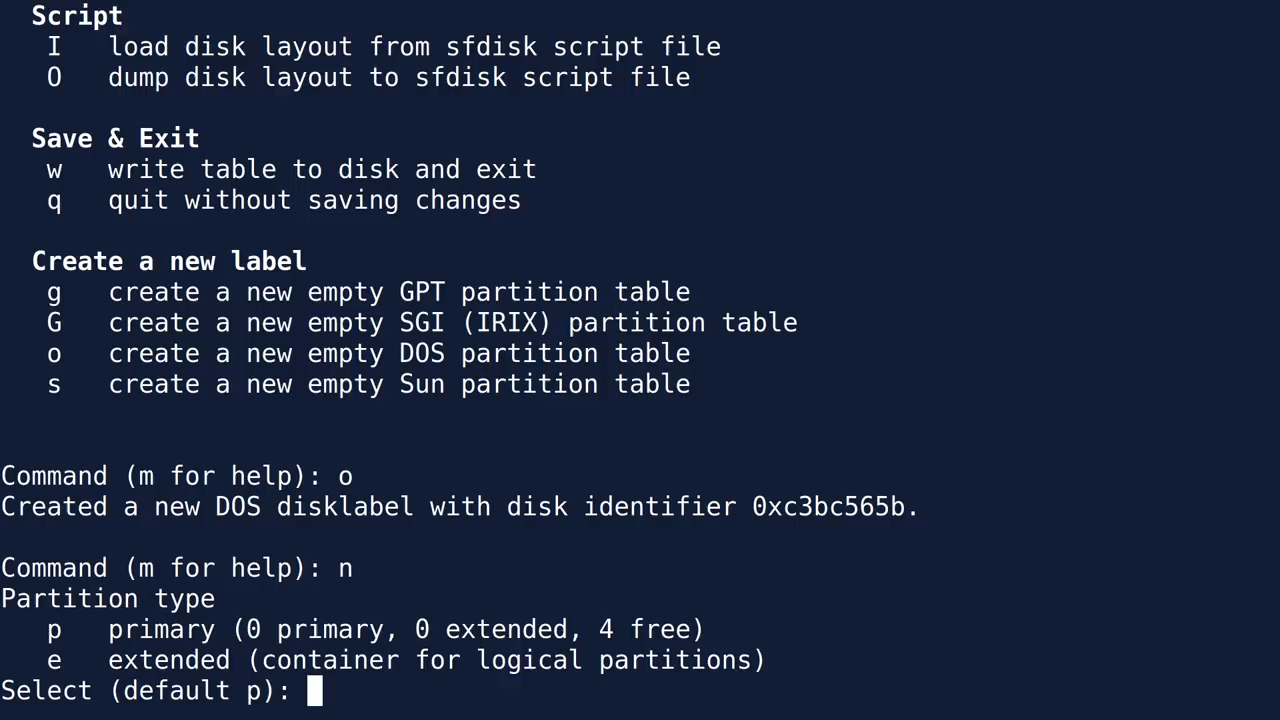 Script
I load disk layout from sfdisk script file
O dump disk layout to sfdisk script file
Save & Exit
w write table to disk and exit
q quit without saving changes
Create a new label
g create a new empty GPT partition table
G create a new empty SGI (IRIX) partition table
o create a new empty DOS partition table
s create a new empty Sun partition table
Command (m for help): o
Created a new DOS disklabel with disk identifier 0xc3bc565b.
Command (m for help): n
Partition type
p primary (0 primary, 0 extended, 4 free)
e extended (container for logical partitions)
Select (default p):